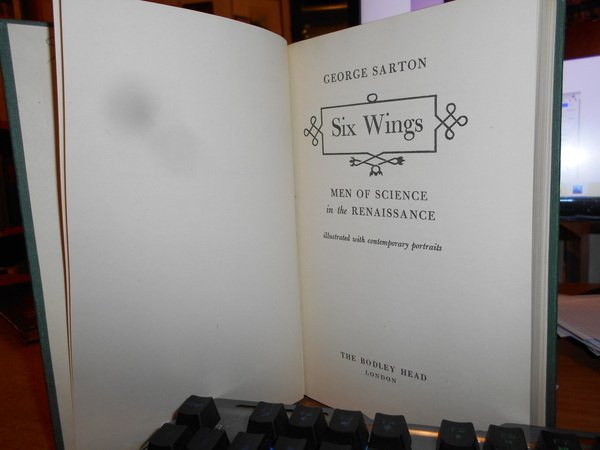 GEORGE SARTON
Six Wings
MEN OF SCIENCE
in the RENAISSANCE
illustrated with contemporary portraits
THE BODLEY HEAD
LONDON